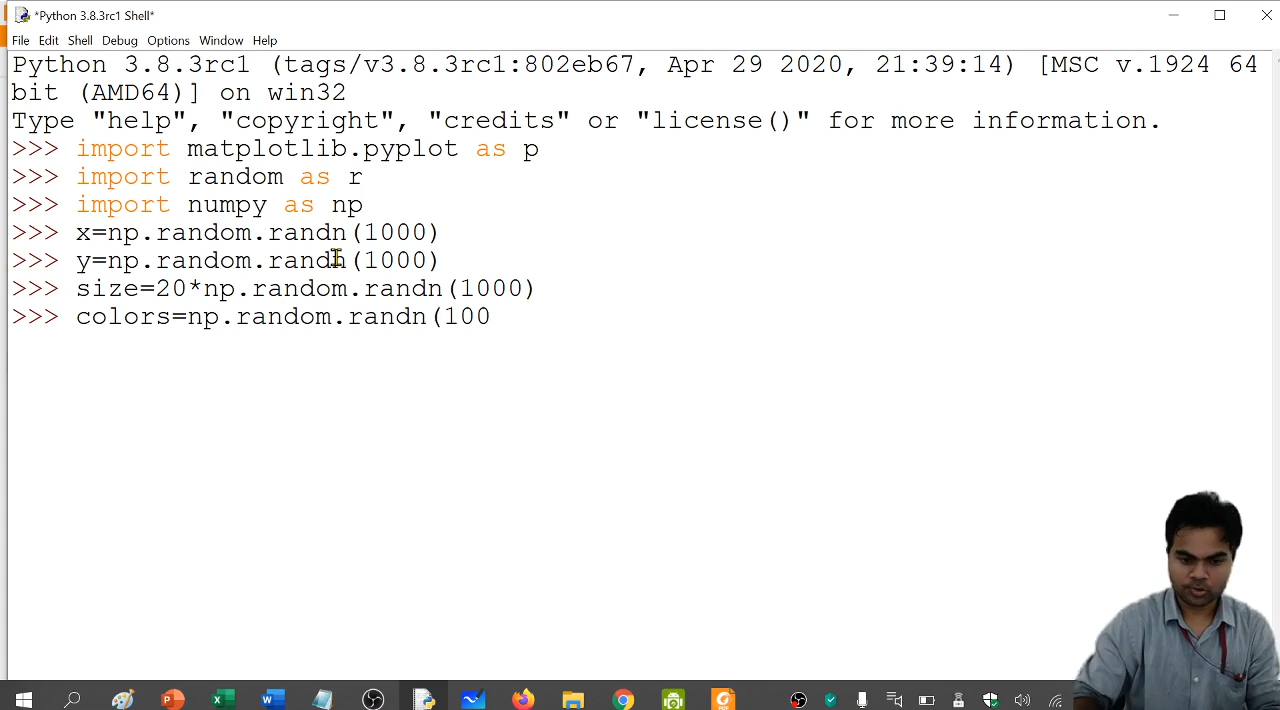 *Python 3.8.3rc1 Shell*
File Edit Shell Debug Options Window Help
Python 3.8.3rc1 (tags/v3.8.3rc1:802eb67, Apr 29 2020, 21:39:14) [MSC v.1924 64
bit (AMD64)] on win32
Type "help", "copyright", "credits" or "license()" for more information.
>>> import matplotlib.pyplot as p
>>> import random as r
>>> import numpy as np
>>> x=np.random.randn(1000)
>>> y=np.random.randn(1000)
>>> size=20*np.random.randn(1000)
>>> colors=np.random.randn(100